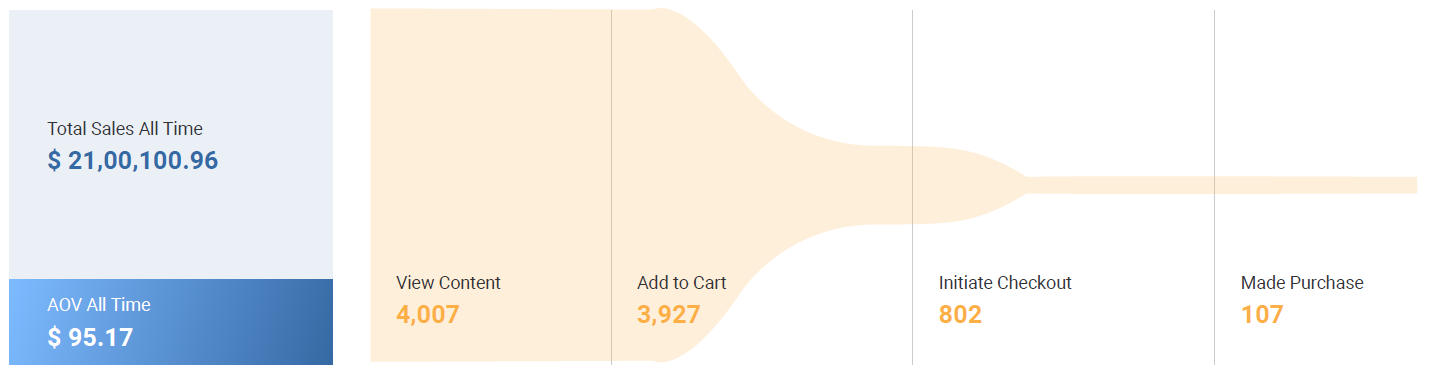 Total Sales All Time
$ 21,00,100.96
AOV All Time
$ 95.17
View Content
4,007
Add to Cart
3,927
Initiate Checkout
802
Made Purchase
107